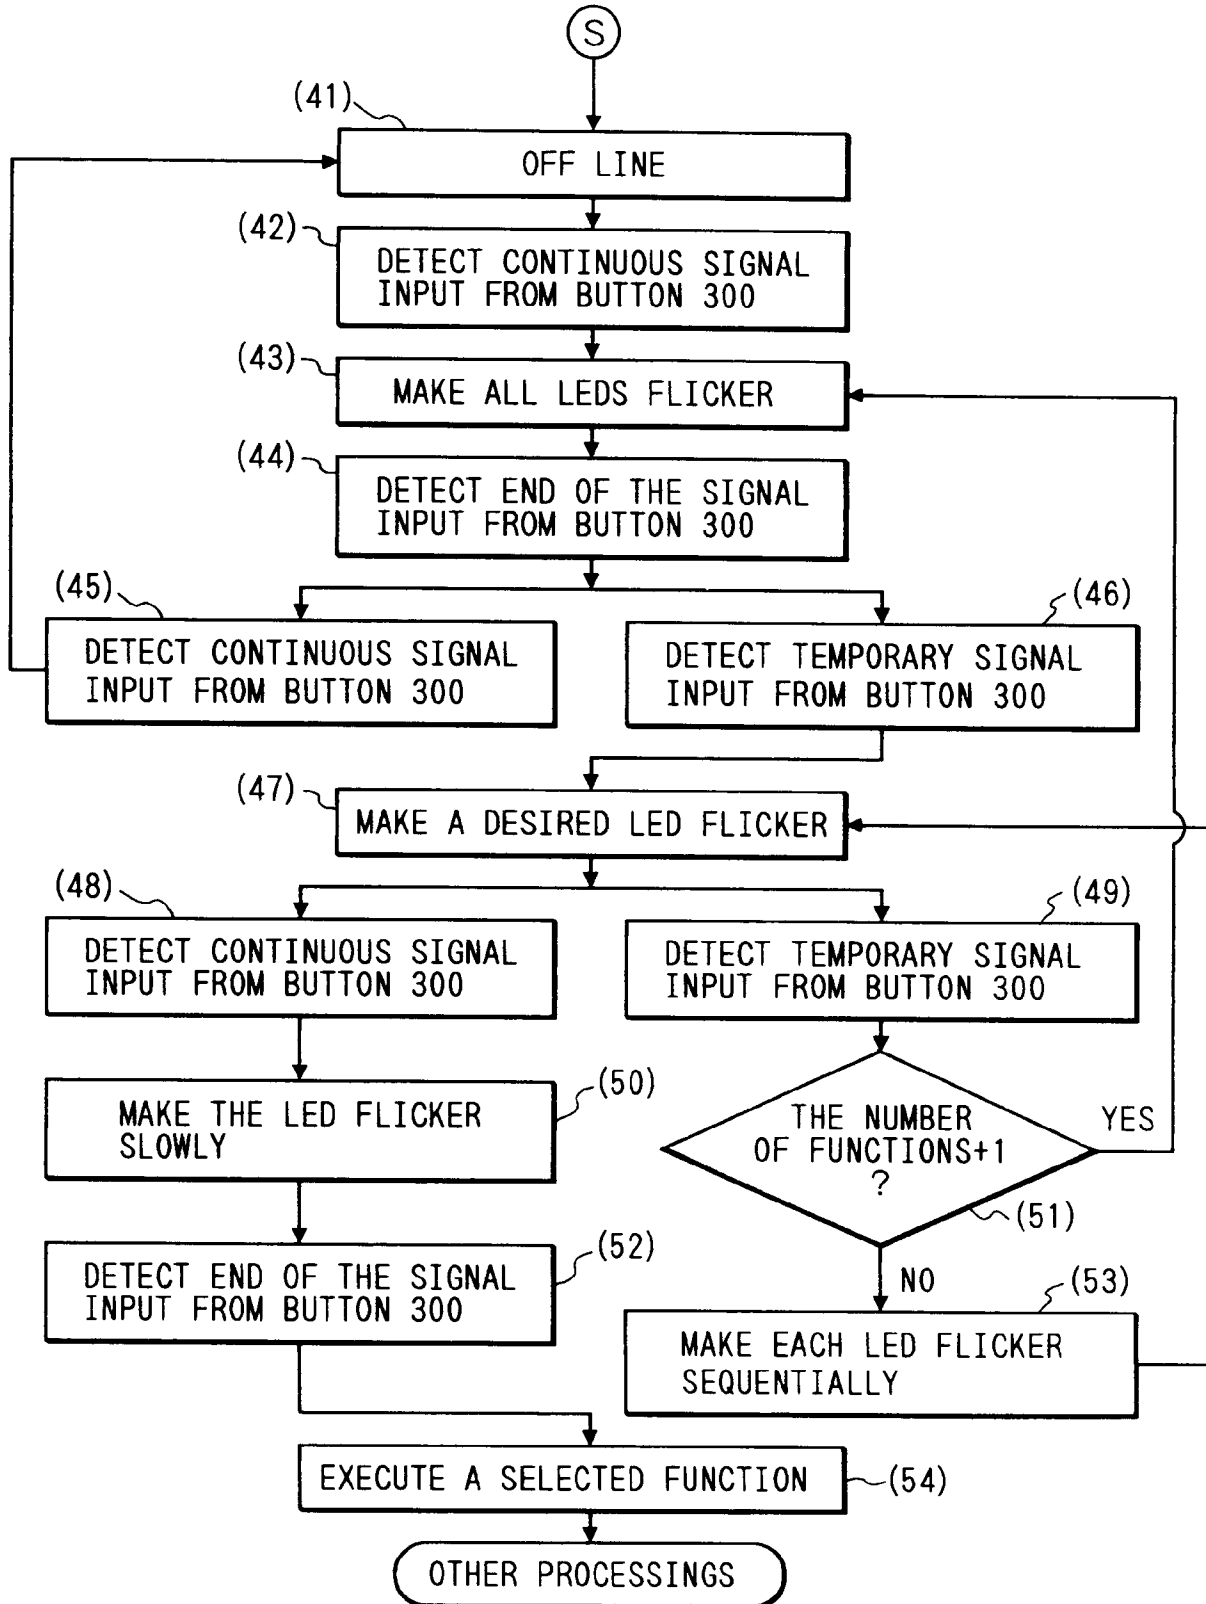 S
(41)
OFF LINE
(42)
DETECT CONTINUOUS SIGNAL
INPUT FROM BUTTON 300
(43)
MAKE ALL LEDS FLICKER
(44)
DETECT END OF THE SIGNAL
INPUT FROM BUTTON 300
(45)
DETECT CONTINUOUS SIGNAL
INPUT FROM BUTTON 300
(46)
DETECT TEMPORARY SIGNAL
INPUT FROM BUTTON 300
(47)
MAKE A DESIRED LED FLICKER
(48)
DETECT CONTINUOUS SIGNAL
INPUT FROM BUTTON 300
(49)
DETECT TEMPORARY SIGNAL
INPUT FROM BUTTON 300
(50)
MAKE THE LED FLICKER
SLOWLY
THE NUMBER
OF FUNCTIONS+1
?
YES
(51)
NO
(52)
DETECT END OF THE SIGNAL
INPUT FROM BUTTON 300
(53)
MAKE EACH LED FLICKER
SEQUENTIALLY
EXECUTE A SELECTED FUNCTION
(54)
OTHER PROCESSINGS